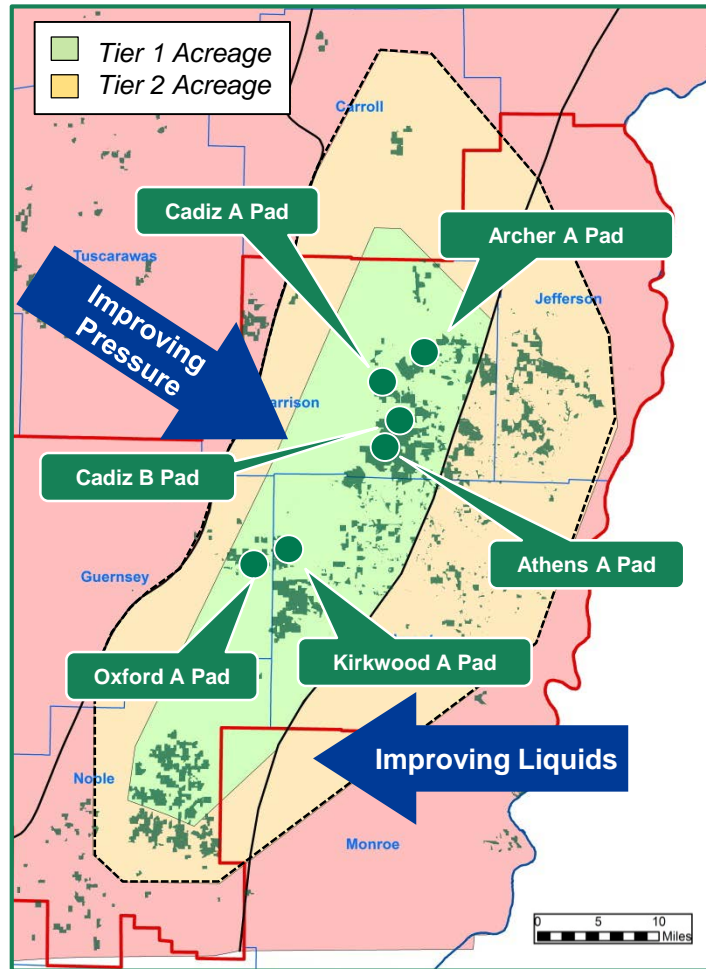 Tier 1 Acreage
Tier 2 Acreage
Carroll
Cadiz A Pad
Archer A Pad
Tuscarawas
Jefferson
Improving
Pressure
arrison
Cadiz B Pad
Athens A Pad
Guernsey
Oxford A Pad
Kirkwood A Pad
Improving Liquids
Noble
Monroe
0 5 10
Miles